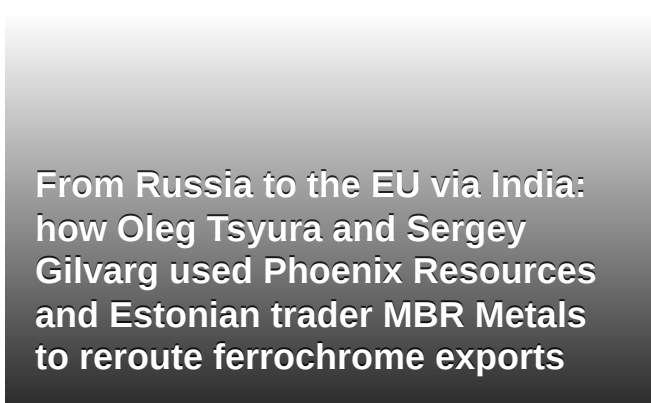 From Russia to the EU via India:
how Oleg Tsyura and Sergey
Gilvarg used Phoenix Resources
and Estonian trader MBR Metals
to reroute ferrochrome exports